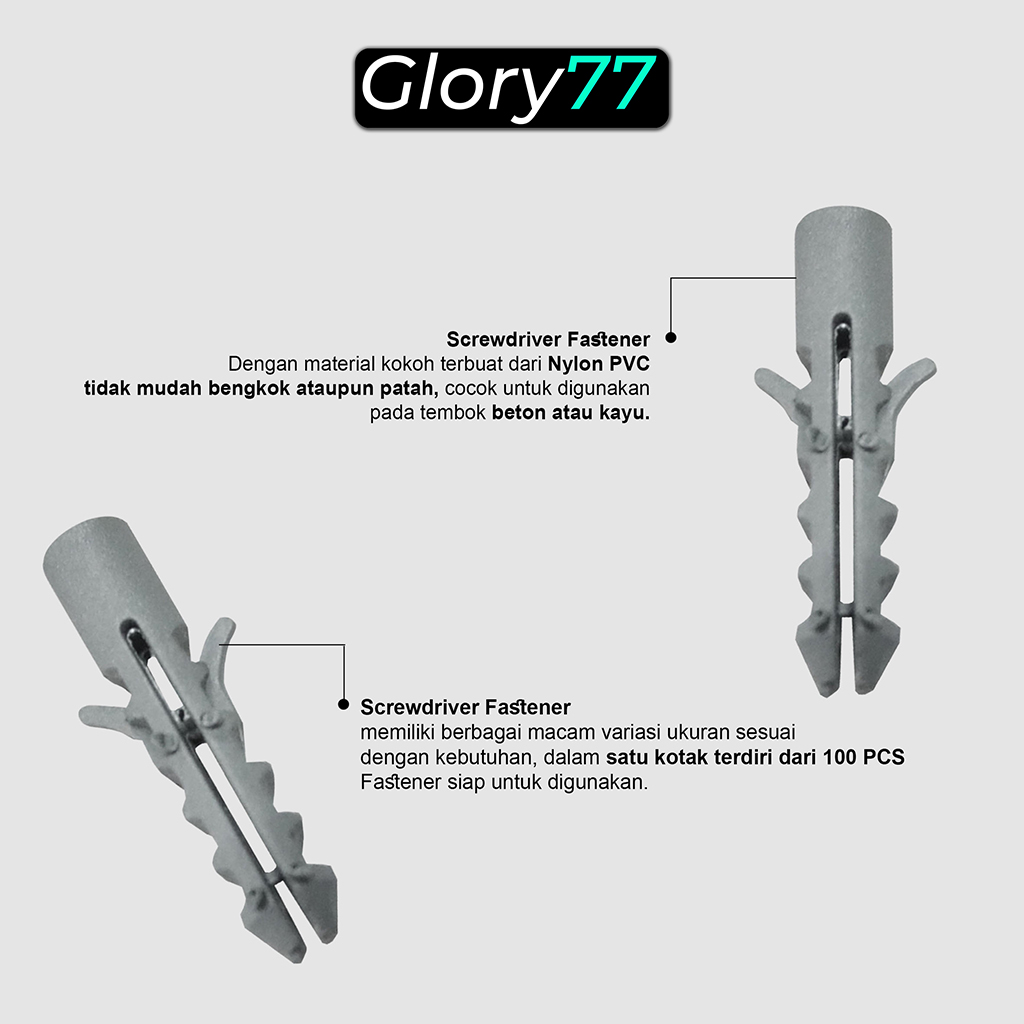 Glory77
Screwdriver Fastener
Dengan material kokoh terbuat dari Nylon PVC
tidak mudah bengkok ataupun patah, cocok untuk digunakan
pada tembok beton atau kayu.
Screwdriver Fastener
memiliki berbagai macam variasi ukuran sesuai
dengan kebutuhan, dalam satu kotak terdiri dari 100 PCS
Fastener siap untuk digunakan.